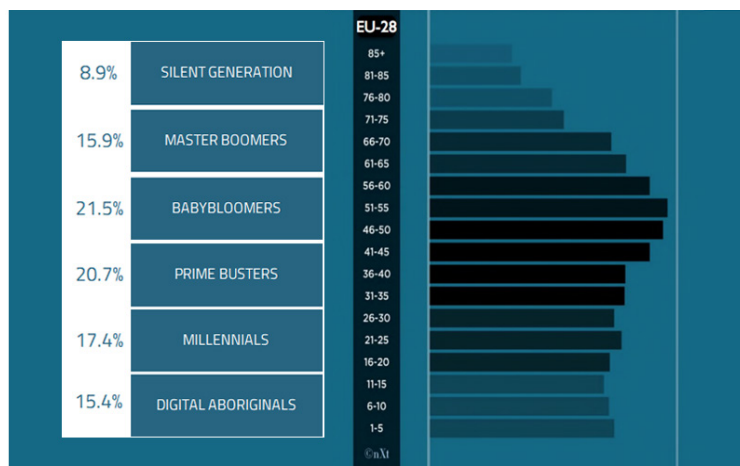 EU-28
8.9% SILENT GENERATION
15.9% MASTER BOOMERS
21.5% BABYBLOOMERS
20.7% PRIME BUSTERS
17.4% MILLENNIALS
15.4% DIGITAL ABORIGINALS
85+
81-85
76-80
71-75
66-70
61-65
56-60
51-55
46-50
41-45
36-40
31-35
26-30
21-25
16-20
11-15
6-10
1-5
©nXt